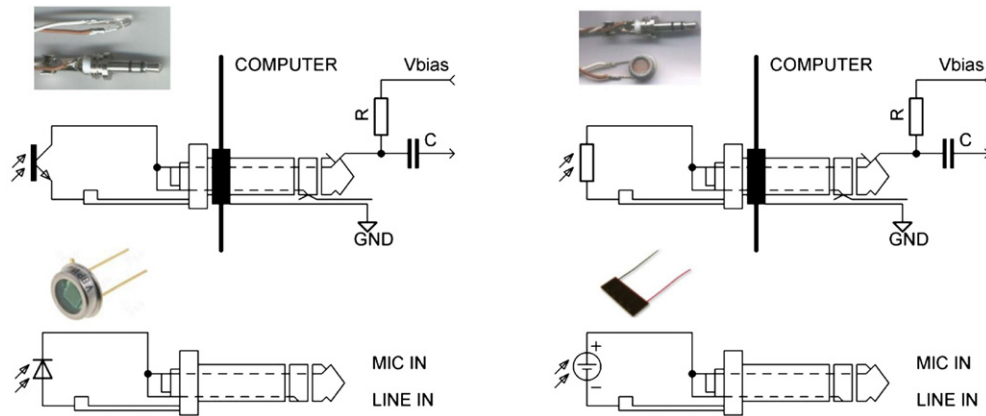 COMPUTER
Vbias
R
C
GND
COMPUTER
Vbias
R
C
GND
MIC IN
LINE IN
+
−
MIC IN
LINE IN